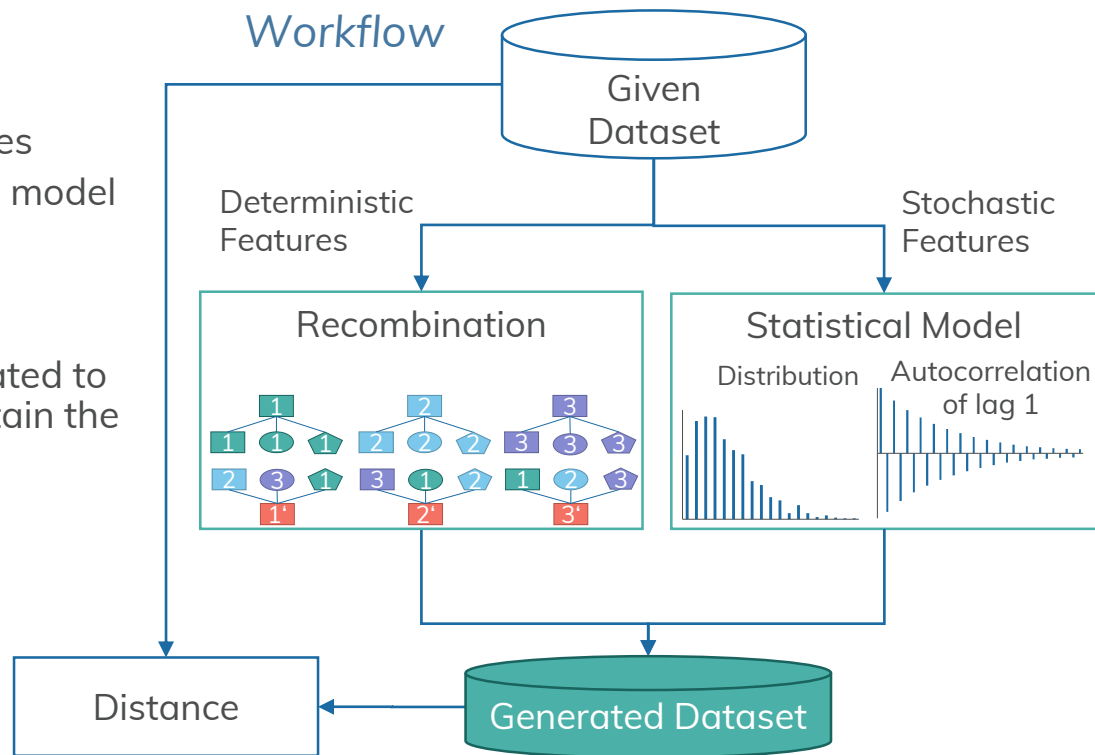 Workflow
Given
Dataset
es
model
Deterministic
Features
Stochastic
Features
ated to
tain the
Recombination
1 2 3
1 1 1 2 2 2 3 3 3
2 3 1 3 1 2 1 2 3
1‘ 2‘ 3‘
Statistical Model
Distribution
Autocorrelation
of lag 1
Distance
Generated Dataset